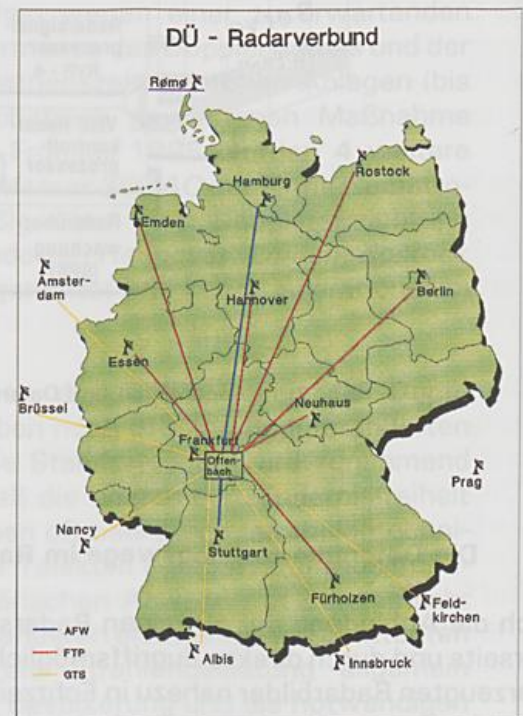 DÜ - Radarverbund
Rømø
Rostock
Hamburg
Emden
Amster-
dam
Hannover
Berlin
Essen
Brüssel
Neuhaus
Frankfurt
Offen-
bach
Prag
Nancy
Stuttgart
Fürholzen
Feld-
kirchen
Albis
Innsbruck
AFW
FTP
GTS